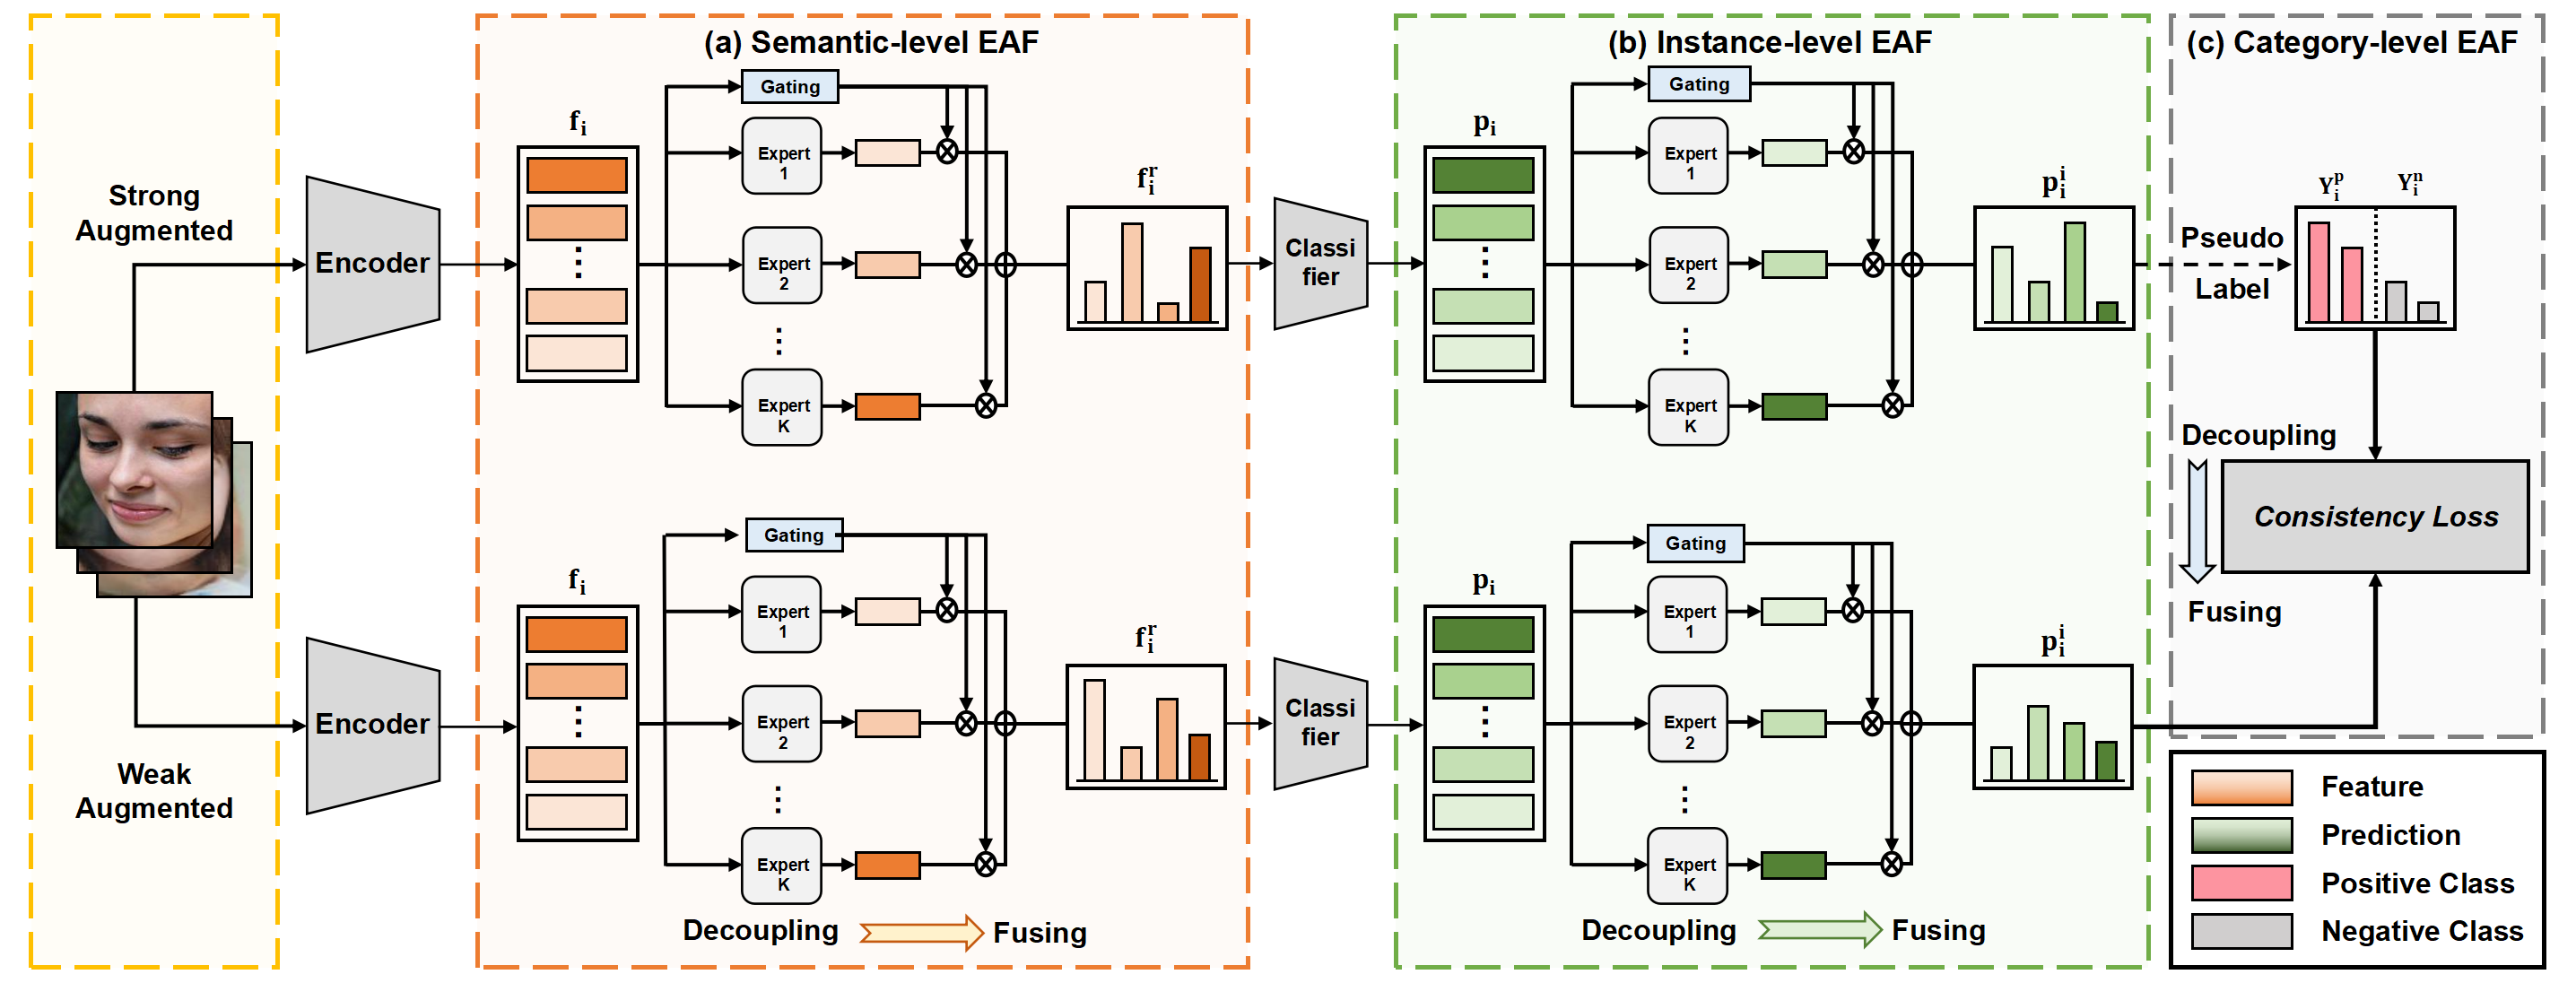 (a) Semantic-level EAF
(b) Instance-level EAF
(c) Category-level EAF
Strong
Augmented
Encoder
f_i
Gating
Expert
1
Expert
2
⋮
Expert
K
f_i^r
Classi
fier
p_i
Gating
Expert
1
Expert
2
⋮
Expert
K
p_i^i
Pseudo
Label
Y_i^p
Y_i^n
Decoupling
Consistency Loss
Fusing
Weak
Augmented
Encoder
f_i
Gating
Expert
1
Expert
2
⋮
Expert
K
f_i^r
Classi
fier
p_i
Gating
Expert
1
Expert
2
⋮
Expert
K
p_i^i
Decoupling
Fusing
Decoupling
Fusing
Feature
Prediction
Positive Class
Negative Class